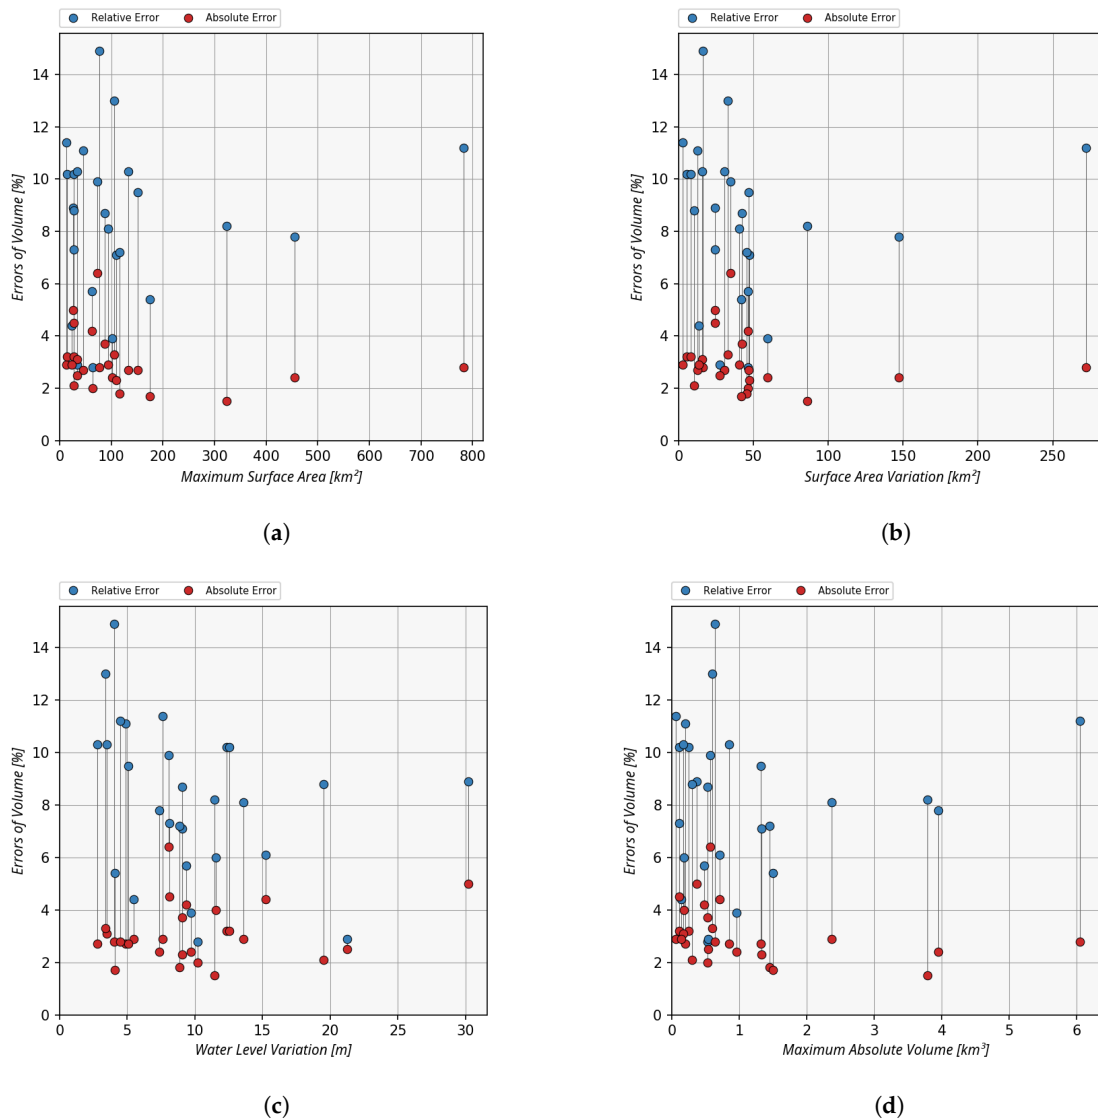 Relative Error Absolute Error Relative Error Absolute Error
14 14
12 12
10 10
8 8
6 6
4 4
2 2
0 0
Errors of Volume [%] Errors of Volume [%]
0 100 200 300 400 500 600 700 800 0 50 100 150 200 250
Maximum Surface Area [km²] Surface Area Variation [km²]
(a) (b)
Relative Error Absolute Error Relative Error Absolute Error
14 14
12 12
10 10
8 8
6 6
4 4
2 2
0 0
Errors of Volume [%] Errors of Volume [%]
0 5 10 15 20 25 30 0 1 2 3 4 5 6
Water Level Variation [m] Maximum Absolute Volume [km³]
(c) (d)